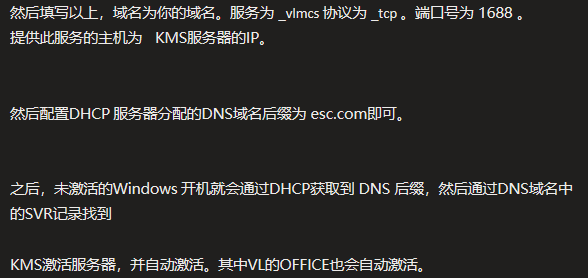 然后填写以上，域名为你的域名。服务为 _vlmcs 协议为 _tcp 。端口号为 1688 。
提供此服务的主机为 KMS服务器的IP。
然后配置DHCP 服务器分配的DNS域名后缀为 esc.com即可。
之后，未激活的Windows 开机就会通过DHCP获取到 DNS 后缀，然后通过DNS域名中
的SVR记录找到
KMS激活服务器，并自动激活。其中VL的OFFICE也会自动激活。